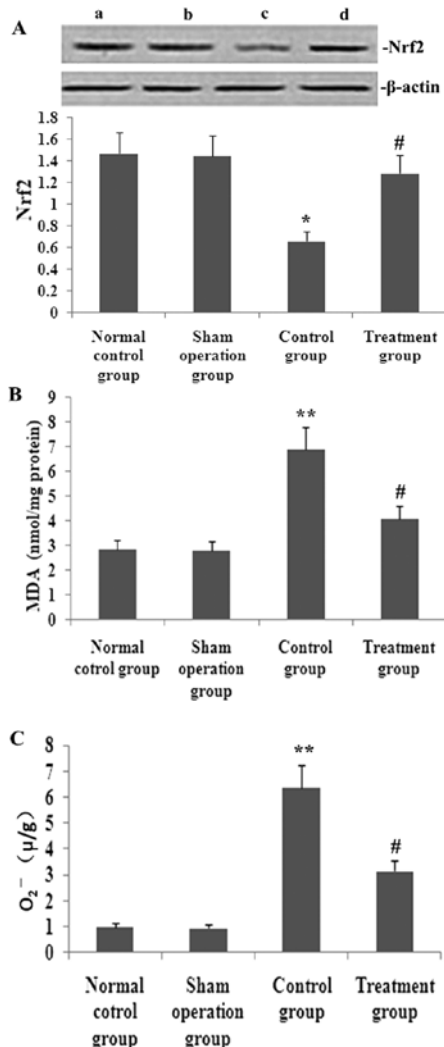 A
a b c d
-Nrf2
-β-actin
Nrf2
1.8
1.6
1.4
1.2
1
0.8
0.6
0.4
0.2
0
*
#
Normal control group
Sham operation group
Control group
Treatment group
B
MDA (nmol/mg protein)
9
8
7
6
5
4
3
2
1
0
**
#
Normal cotrol group
Sham operation group
Control group
Treatment group
C
O₂⁻ (μ/g)
8
7
6
5
4
3
2
1
0
**
#
Normal cotrol group
Sham operation group
Control group
Treatment group